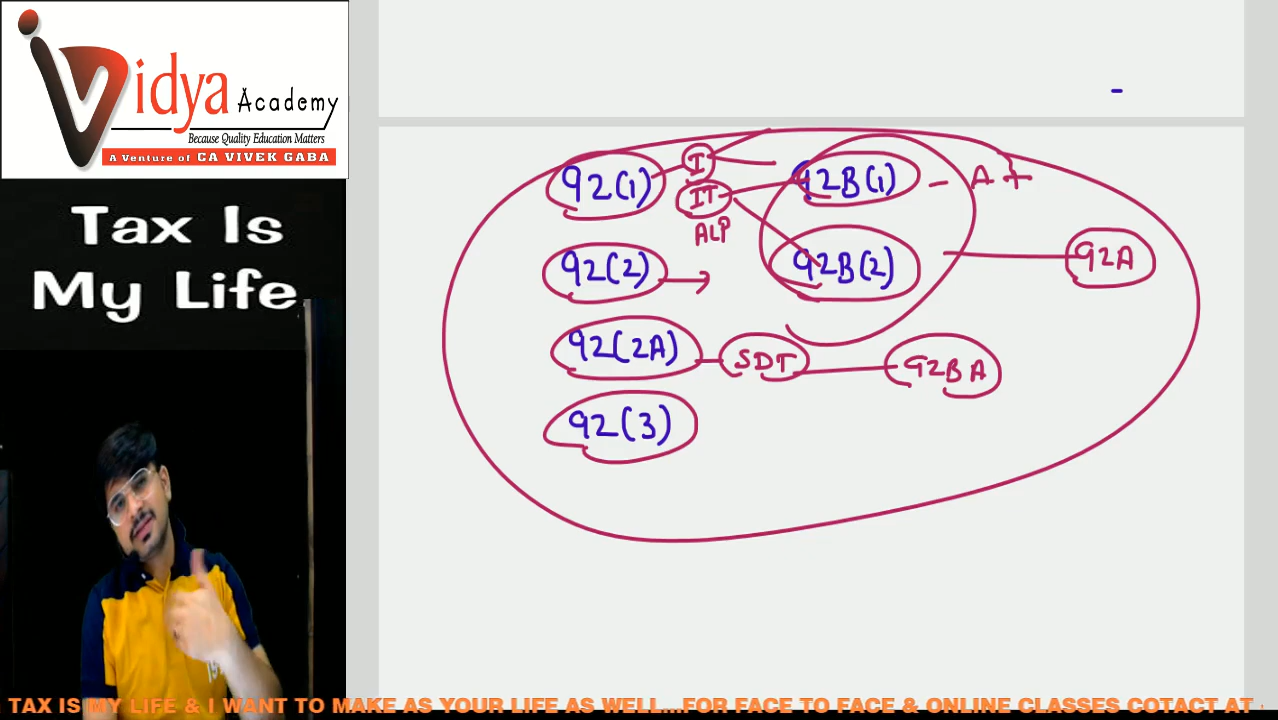 iVidya Academy
Because Quality Education Matters
A Venture of CA VIVEK GABA
Tax Is
My Life
92(1) I 92B(1) - A
IT
ALP
92(2) → 92B(2) 92A
92(2A) SDT 92BA
92(3)
TAX IS MY LIFE & I WANT TO MAKE AS YOUR LIFE AS WELL....FOR FACE TO FACE & ONLINE CLASSES COTACT AT